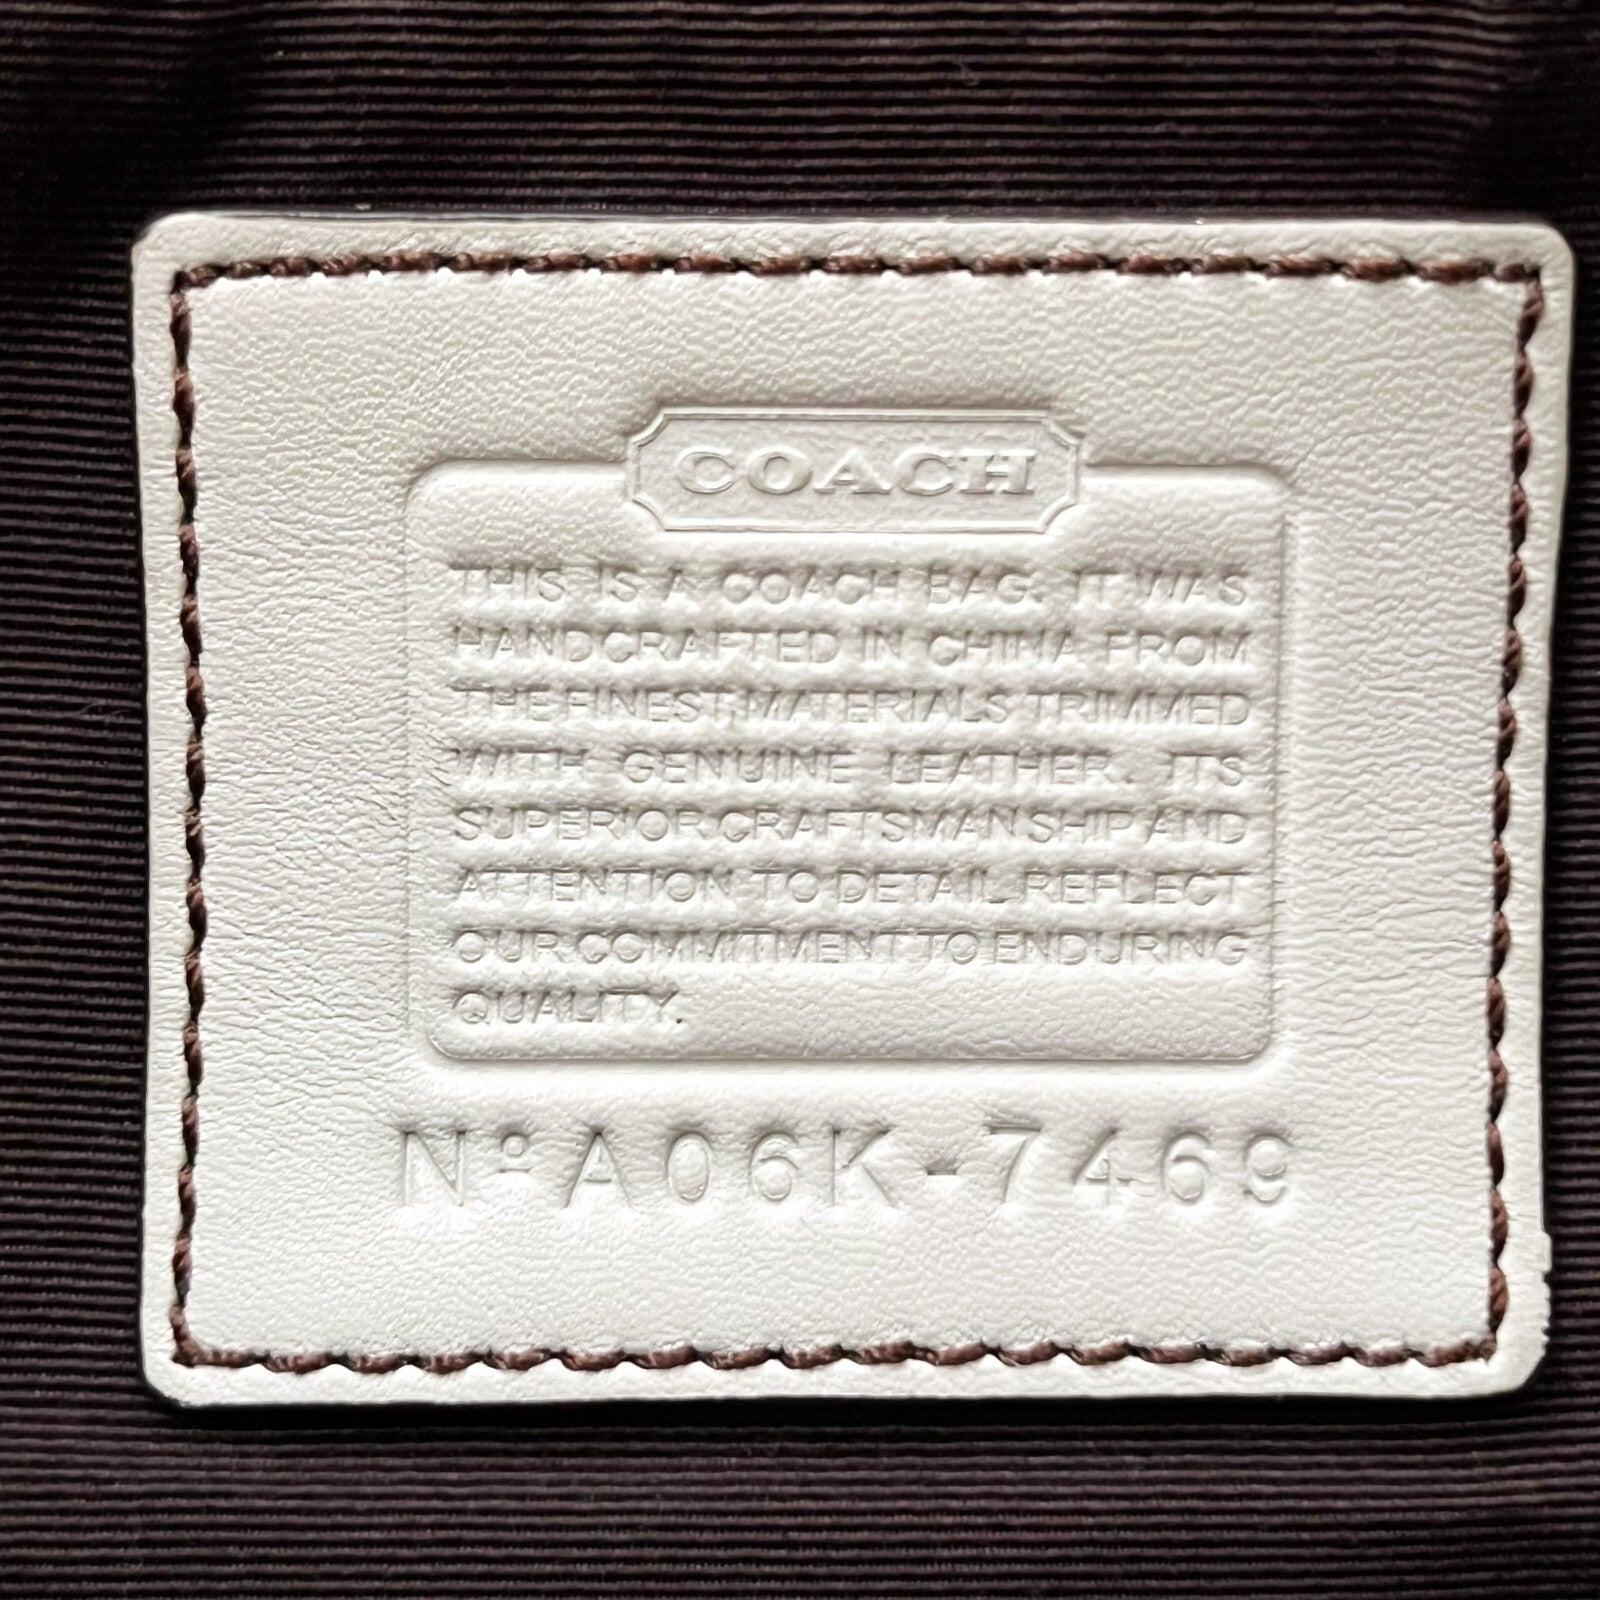 COACH
THIS IS A COACH BAG. IT WAS
HANDCRAFTED IN CHINA FROM
THE FINEST MATERIALS TRIMMED
WITH GENUINE LEATHER. ITS
SUPERIOR CRAFTSMANSHIP AND
ATTENTION TO DETAIL REFLECT
OUR COMMITMENT TO ENDURING
QUALITY.
Nº A06K-7469